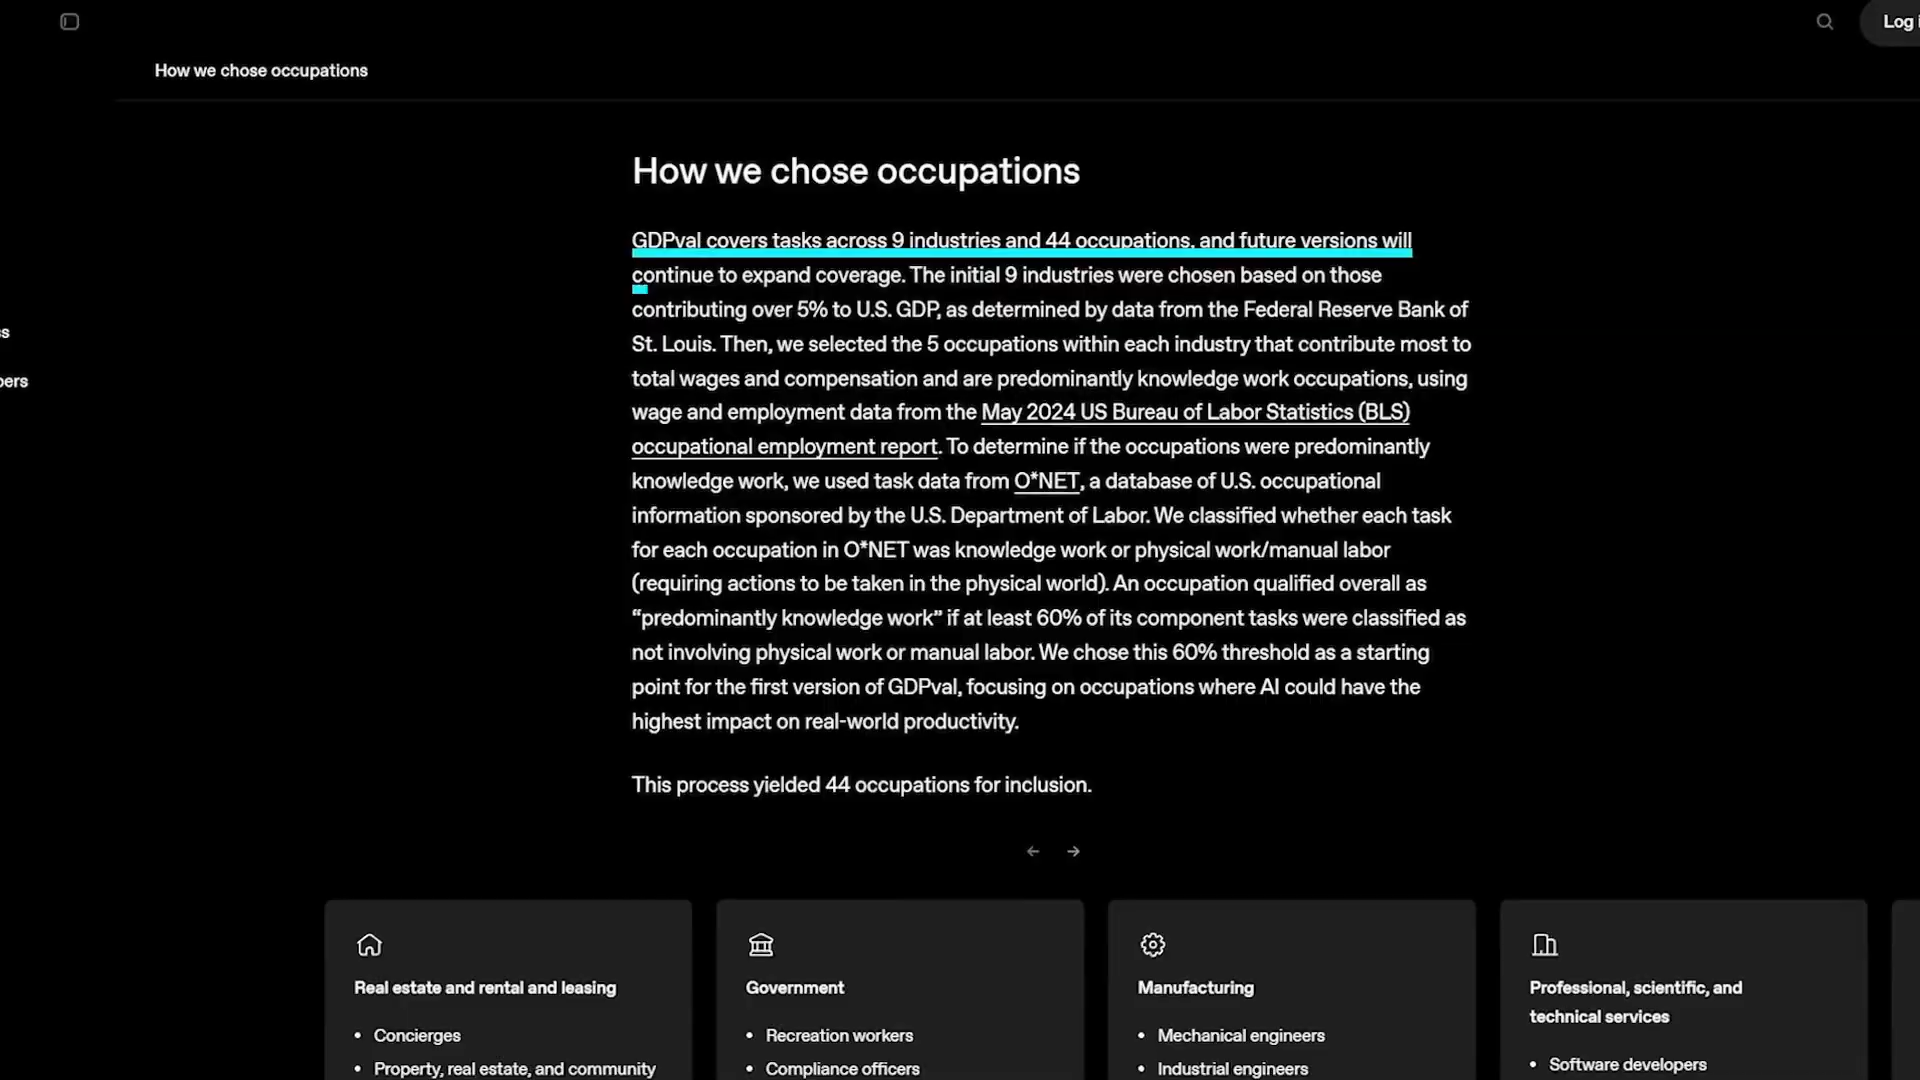 Log
How we chose occupations
How we chose occupations
GDPval covers tasks across 9 industries and 44 occupations, and future versions will
continue to expand coverage. The initial 9 industries were chosen based on those
contributing over 5% to U.S. GDP, as determined by data from the Federal Reserve Bank of
St. Louis. Then, we selected the 5 occupations within each industry that contribute most to
total wages and compensation and are predominantly knowledge work occupations, using
wage and employment data from the May 2024 US Bureau of Labor Statistics (BLS)
occupational employment report. To determine if the occupations were predominantly
knowledge work, we used task data from O*NET, a database of U.S. occupational
information sponsored by the U.S. Department of Labor. We classified whether each task
for each occupation in O*NET was knowledge work or physical work/manual labor
(requiring actions to be taken in the physical world). An occupation qualified overall as
“predominantly knowledge work” if at least 60% of its component tasks were classified as
not involving physical work or manual labor. We chose this 60% threshold as a starting
point for the first version of GDPval, focusing on occupations where AI could have the
highest impact on real-world productivity.
This process yielded 44 occupations for inclusion.
Real estate and rental and leasing
• Concierges
• Property, real estate, and community
Government
• Recreation workers
• Compliance officers
Manufacturing
• Mechanical engineers
• Industrial engineers
Professional, scientific, and
technical services
• Software developers